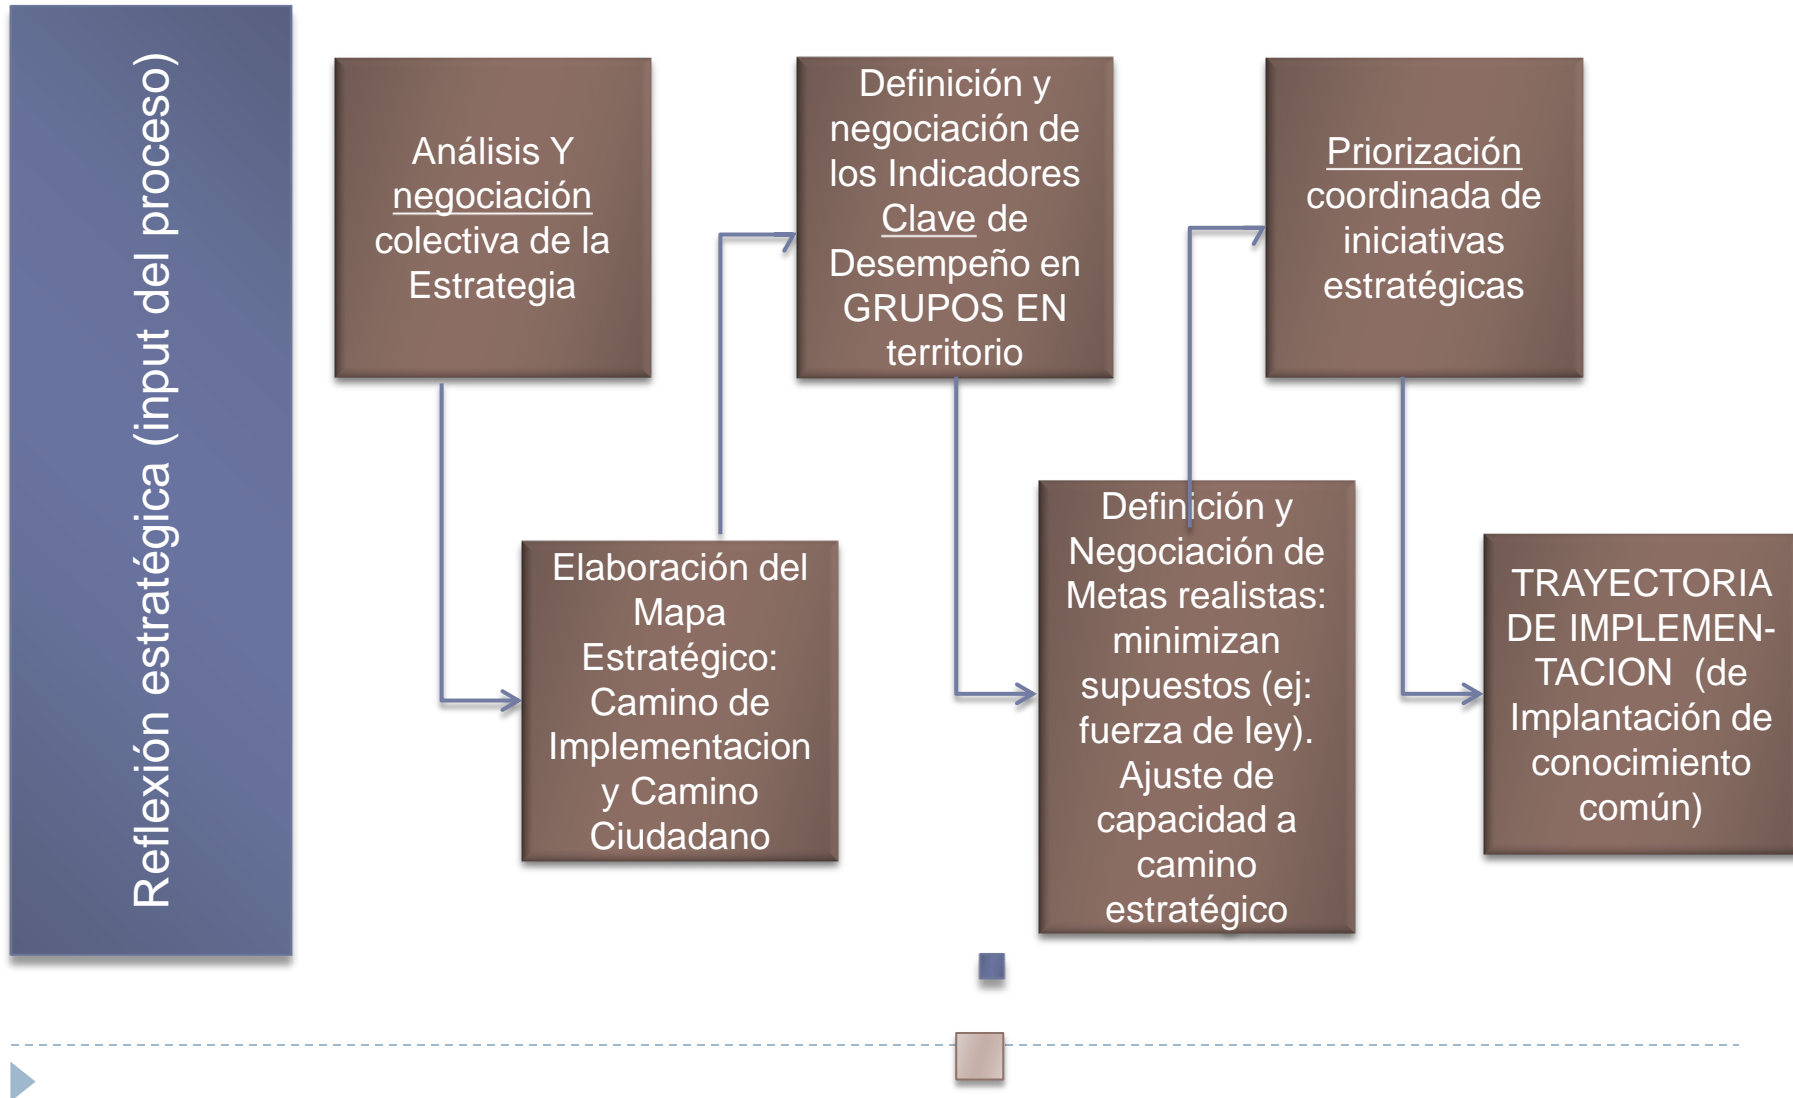 Reflexión estratégica (input del proceso)
Análisis Y
negociación
colectiva de la
Estrategia
Elaboración del
Mapa
Estratégico:
Camino de
Implementacion
y Camino
Ciudadano
Definición y
negociación de
los Indicadores
Clave de
Desempeño en
GRUPOS EN
territorio
Definición y
Negociación de
Metas realistas:
minimizan
supuestos (ej:
fuerza de ley).
Ajuste de
capacidad a
camino
estratégico
Priorización
coordinada de
iniciativas
estratégicas
TRAYECTORIA
DE IMPLEMEN-
TACION (de
Implantación de
conocimiento
común)